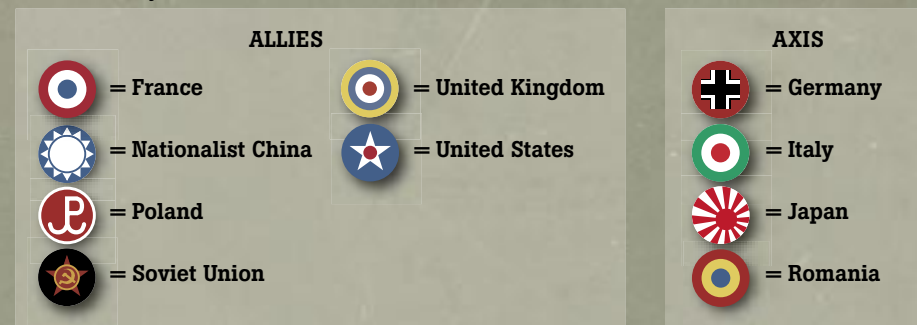 ALLIES
= France
= Nationalist China
= Poland
= Soviet Union
= United Kingdom
= United States
AXIS
= Germany
= Italy
= Japan
= Romania